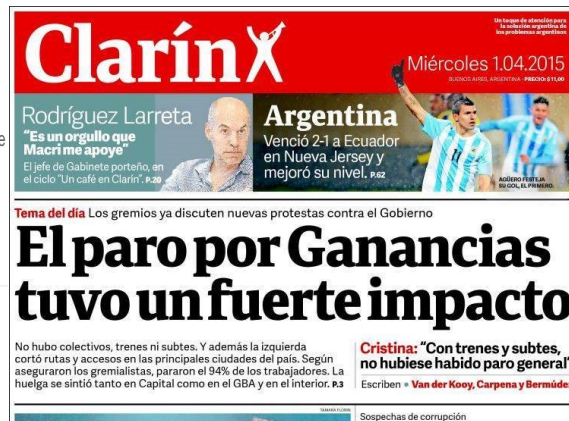 Clarín
Un toque de atención para
la solución argentina de
los problemas argentinos
Miércoles 1.04.2015
BUENOS AIRES, ARGENTINA - PRECIO: $ 11,00
Rodríguez Larreta
“Es un orgullo que
Macri me apoye”
El jefe de Gabinete porteño, en
el ciclo “Un café en Clarín”. P.20
Argentina
Venció 2-1 a Ecuador
en Nueva Jersey y
mejoró su nivel. P.62
11
AGÜERO FESTEJA
SU GOL, EL PRIMERO.
Tema del día Los gremios ya discuten nuevas protestas contra el Gobierno
El paro por Ganancias
tuvo un fuerte impacto
No hubo colectivos, trenes ni subtes. Y además la izquierda
cortó rutas y accesos en las principales ciudades del país. Según
aseguraron los gremialistas, pararon el 94% de los trabajadores. La
huelga se sintió tanto en Capital como en el GBA y en el interior. P.3
Cristina: “Con trenes y subtes,
no hubiese habido paro general”
Escriben • Van der Kooy, Carpena y Bermúdez
Sospechas de corrupción